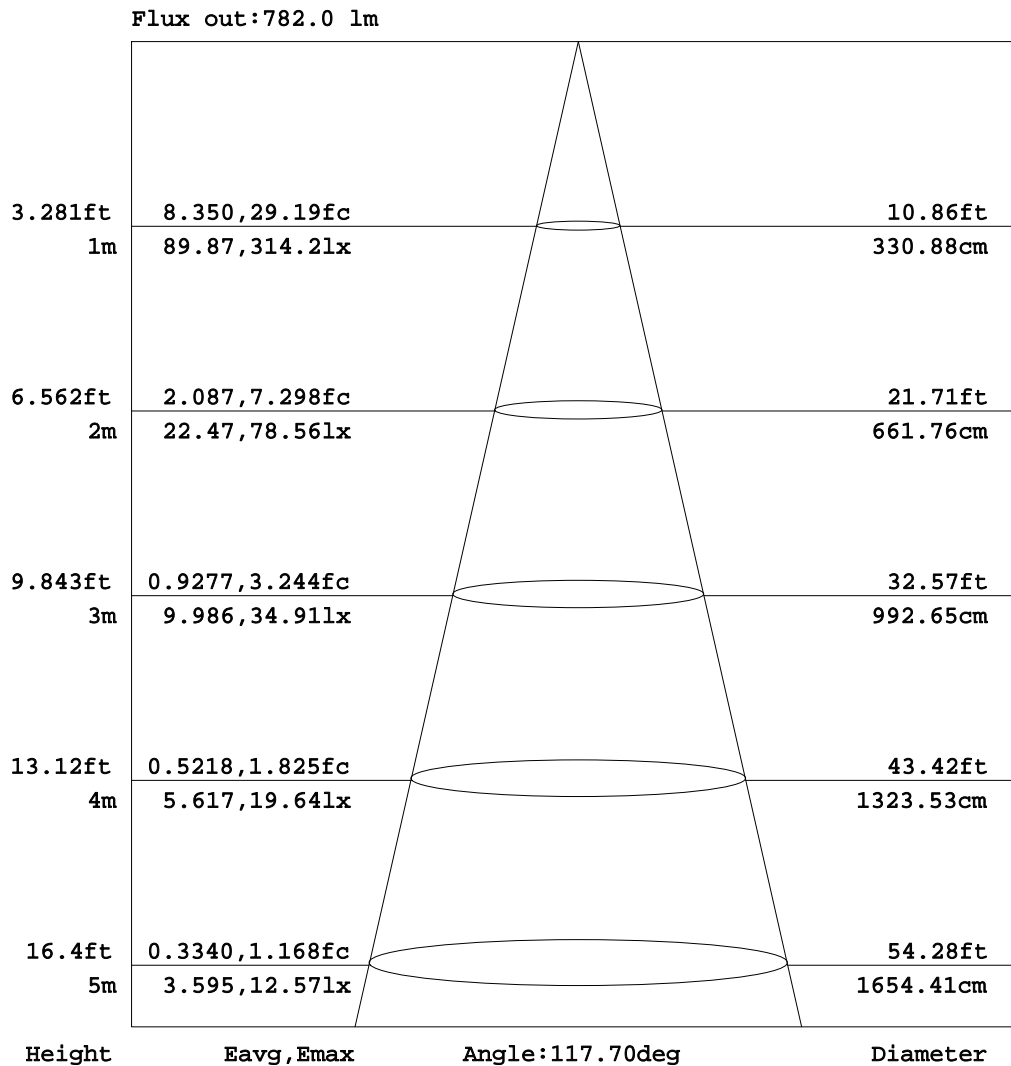 Flux out:782.0 lm
3.281ft 8.350,29.19fc 10.86ft
1m 89.87,314.2lx 330.88cm
6.562ft 2.087,7.298fc 21.71ft
2m 22.47,78.56lx 661.76cm
9.843ft 0.9277,3.244fc 32.57ft
3m 9.986,34.91lx 992.65cm
13.12ft 0.5218,1.825fc 43.42ft
4m 5.617,19.64lx 1323.53cm
16.4ft 0.3340,1.168fc 54.28ft
5m 3.595,12.57lx 1654.41cm
Height Eavg,Emax Angle:117.70deg Diameter